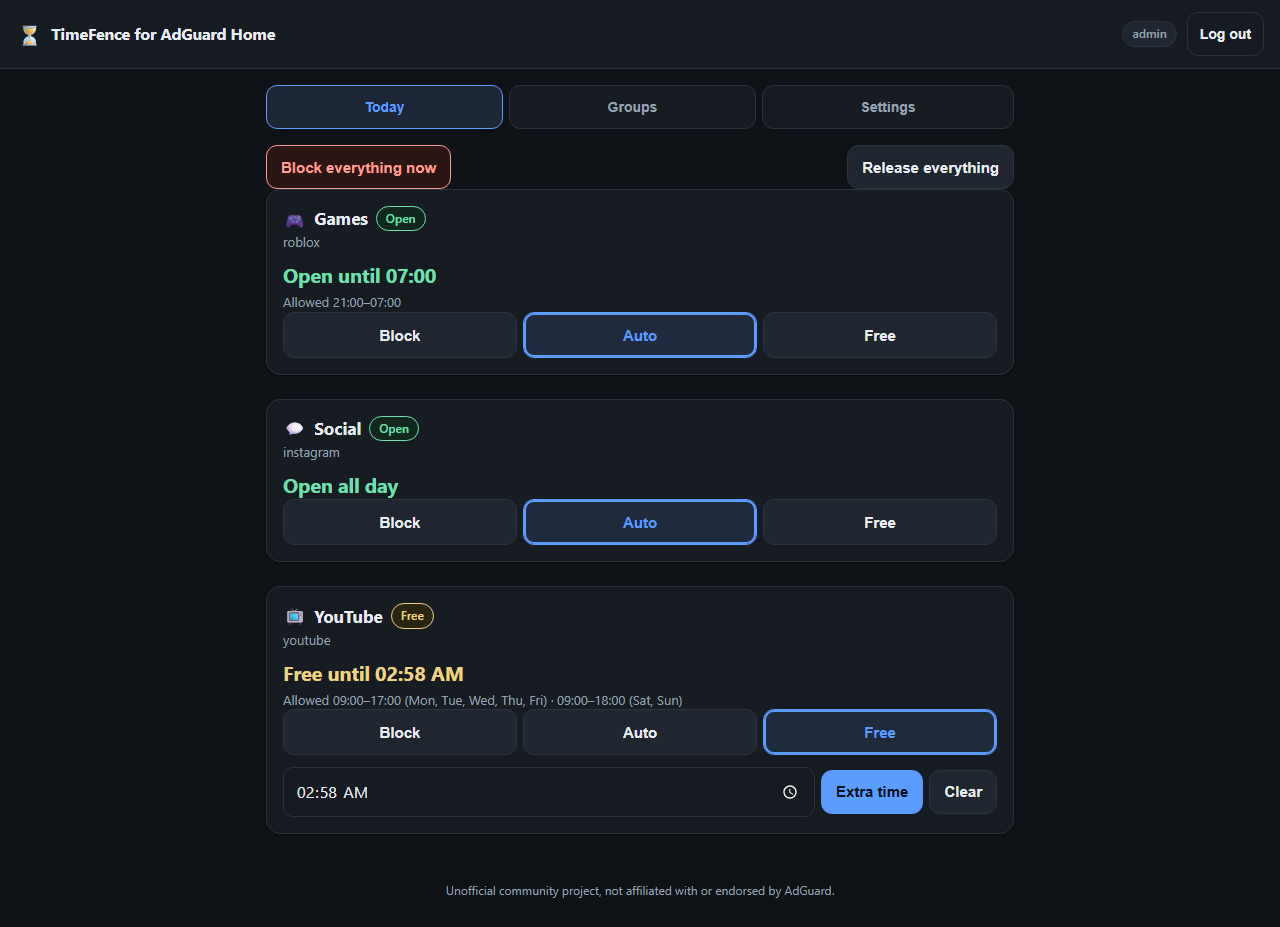 TimeFence for AdGuard Home
admin
Log out
Today
Groups
Settings
Block everything now
Release everything
Games
Open
roblox
Open until 07:00
Allowed 21:00–07:00
Block
Auto
Free
Social
Open
instagram
Open all day
Block
Auto
Free
YouTube
Free
youtube
Free until 02:58 AM
Allowed 09:00–17:00 (Mon, Tue, Wed, Thu, Fri) · 09:00–18:00 (Sat, Sun)
Block
Auto
Free
02:58 AM
Extra time
Clear
Unofficial community project, not affiliated with or endorsed by AdGuard.